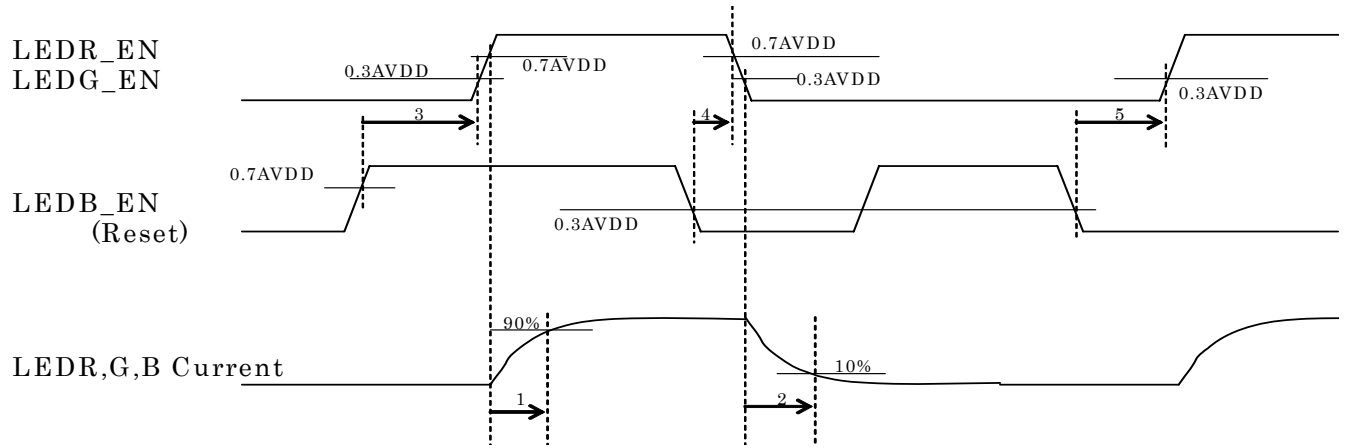 LEDR_EN
LEDG_EN
0.3AVDD
0.7AVDD
0.7AVDD
0.3AVDD
0.3AVDD
3
4
5
0.7AVDD
LEDB_EN
(Reset)
0.3AVDD
90%
LEDR,G,B Current
10%
1
2